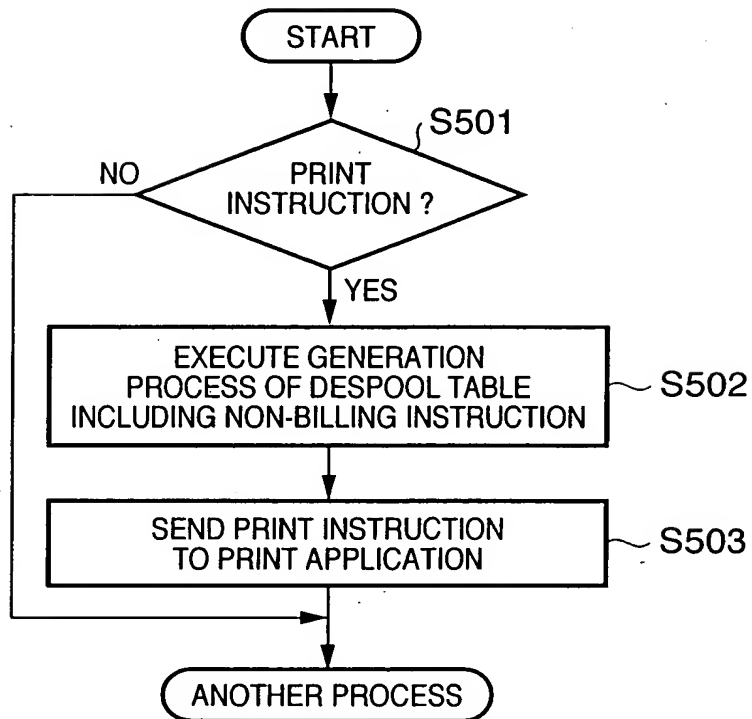 START
S501
NO
PRINT
INSTRUCTION ?
YES
EXECUTE GENERATION
PROCESS OF DESPOOL TABLE
INCLUDING NON-BILLING INSTRUCTION
S502
SEND PRINT INSTRUCTION
TO PRINT APPLICATION
S503
ANOTHER PROCESS